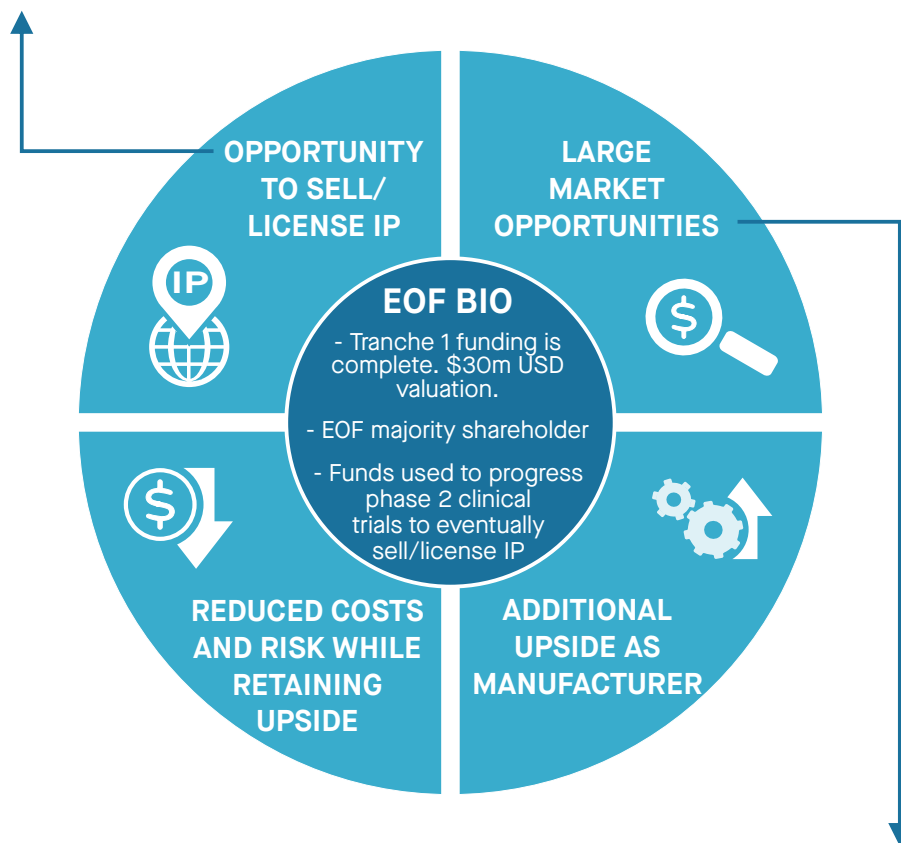 OPPORTUNITY
TO SELL/
LICENSE IP
IP
LARGE
MARKET
OPPORTUNITIES
$
EOF BIO
- Tranche 1 funding is
complete. $30m USD
valuation.
- EOF majority shareholder
- Funds used to progress
phase 2 clinical
trials to eventually
sell/license IP
$
REDUCED COSTS
AND RISK WHILE
RETAINING
UPSIDE
ADDITIONAL
UPSIDE AS
MANUFACTURER